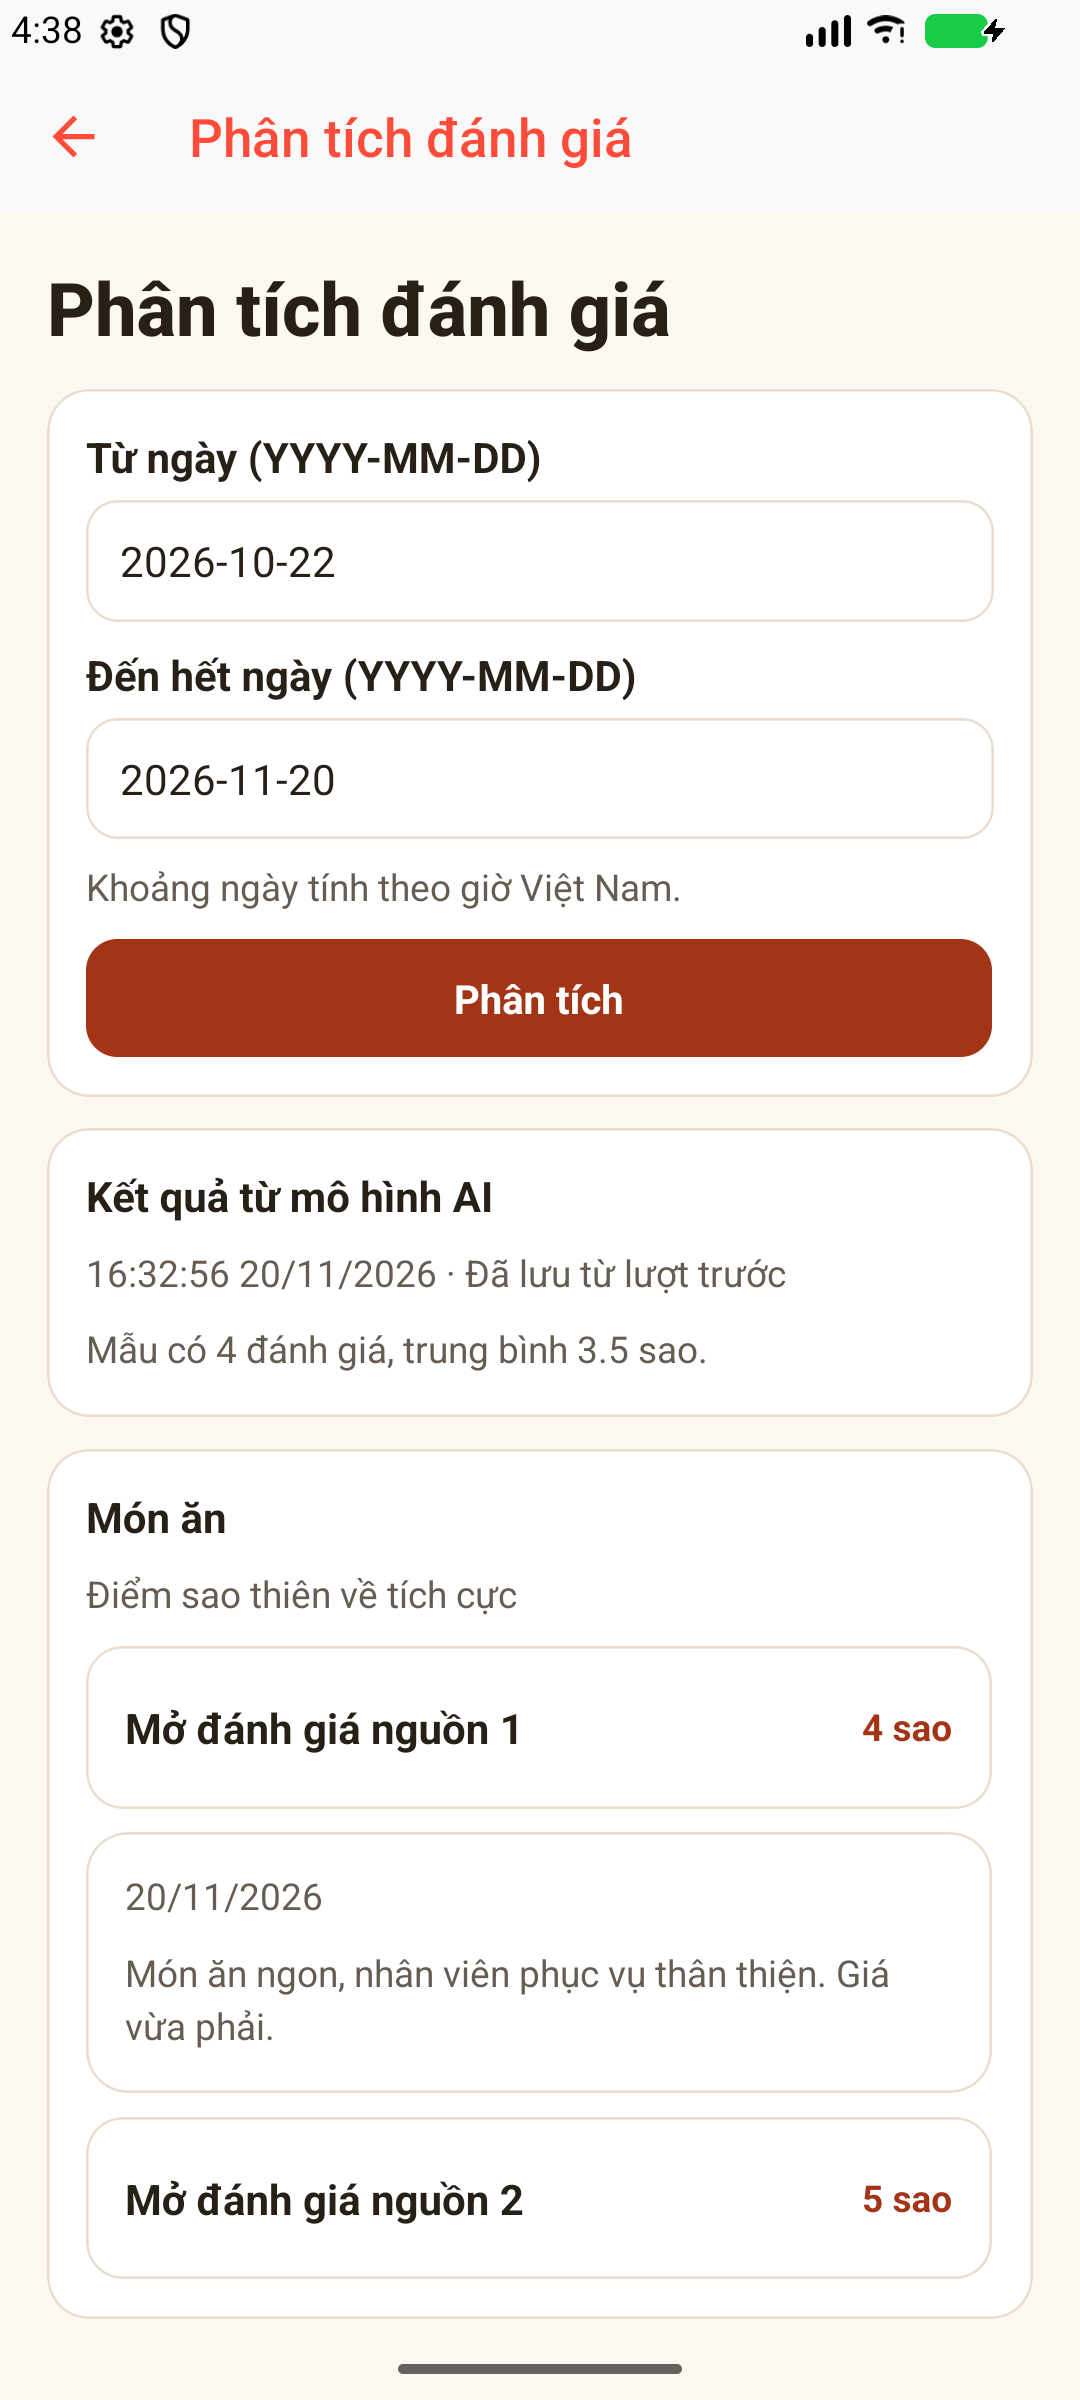 4:38
Phân tích đánh giá
Phân tích đánh giá
Từ ngày (YYYY-MM-DD)
2026-10-22
Đến hết ngày (YYYY-MM-DD)
2026-11-20
Khoảng ngày tính theo giờ Việt Nam.
Phân tích
Kết quả từ mô hình AI
16:32:56 20/11/2026 · Đã lưu từ lượt trước
Mẫu có 4 đánh giá, trung bình 3.5 sao.
Món ăn
Điểm sao thiên về tích cực
Mở đánh giá nguồn 1 4 sao
20/11/2026
Món ăn ngon, nhân viên phục vụ thân thiện. Giá
vừa phải.
Mở đánh giá nguồn 2 5 sao